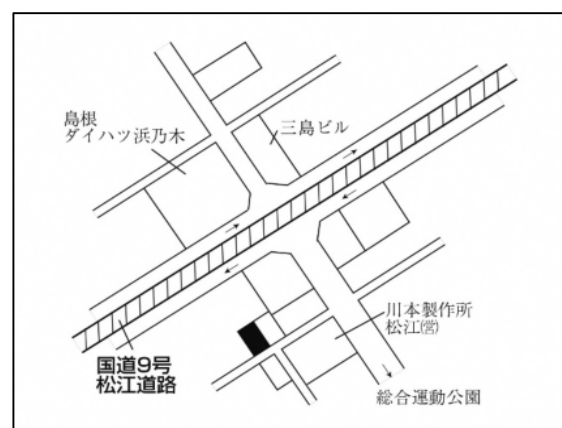 島根
ダイハツ浜乃木
三島ビル
川本製作所
松江㈺
国道9号
松江道路
総合運動公園